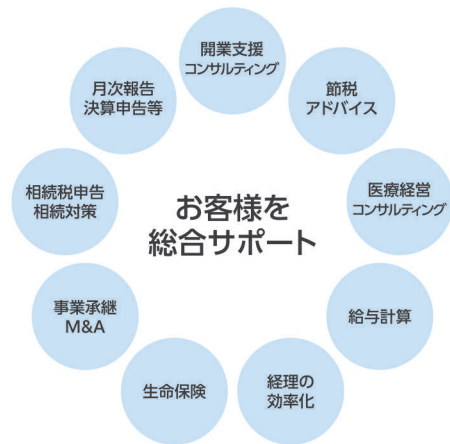 開業支援
コンサルティング
節税
アドバイス
医療経営
コンサルティング
給与計算
経理の
効率化
生命保険
事業承継
M&A
相続税申告
相続対策
月次報告
決算申告等
お客様を
総合サポート